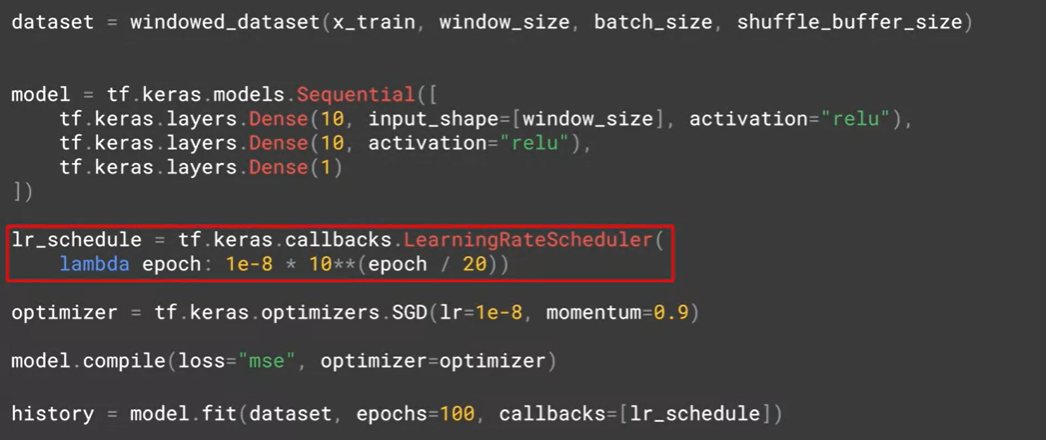 dataset = windowed_dataset(x_train, window_size, batch_size, shuffle_buffer_size)
model = tf.keras.models.Sequential([
    tf.keras.layers.Dense(10, input_shape=[window_size], activation="relu"),
    tf.keras.layers.Dense(10, activation="relu"),
    tf.keras.layers.Dense(1)
])
lr_schedule = tf.keras.callbacks.LearningRateScheduler(
    lambda epoch: 1e-8 * 10**(epoch / 20))
optimizer = tf.keras.optimizers.SGD(lr=1e-8, momentum=0.9)
model.compile(loss="mse", optimizer=optimizer)
history = model.fit(dataset, epochs=100, callbacks=[lr_schedule])